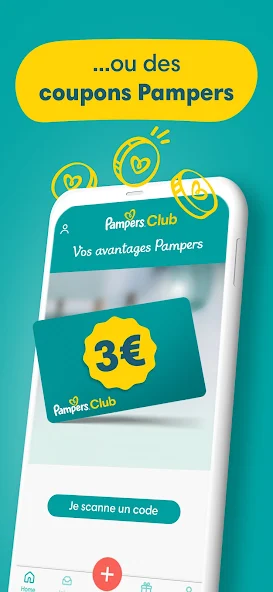 ...ou des
coupons Pampers
Pampers Club
Vos avantages Pampers
3€
Pampers Club
Je scanne un code
Home